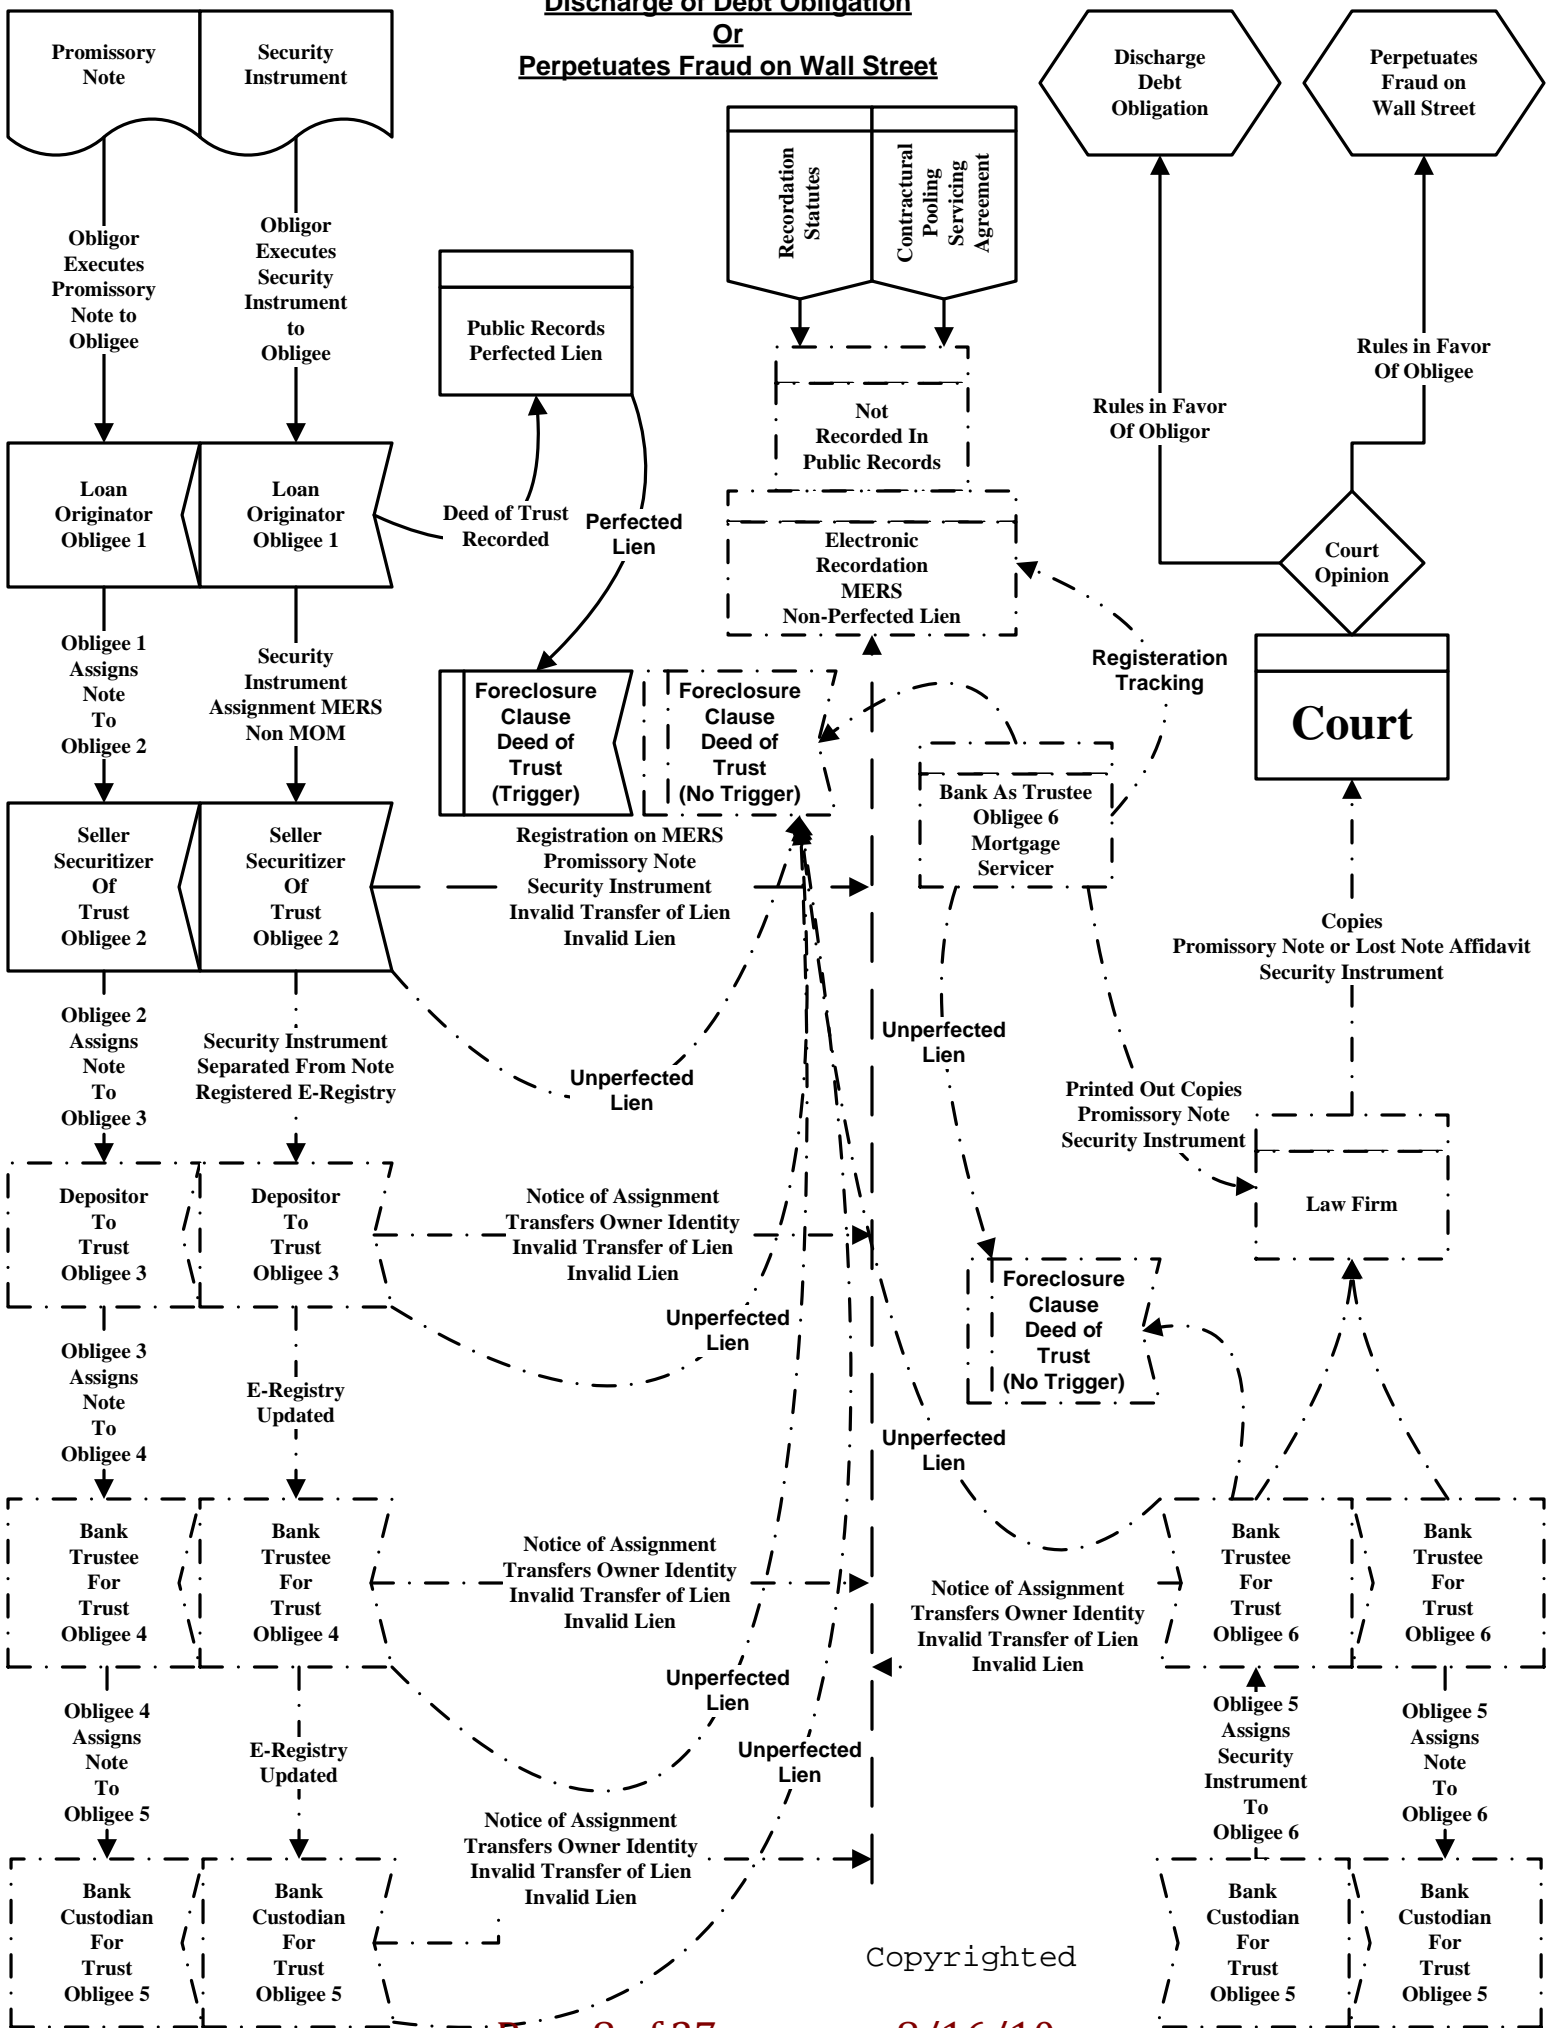 Discharge of Debt Obligation
Or
Perpetuates Fraud on Wall Street
Promissory
Note
Security
Instrument
Discharge
Debt
Obligation
Perpetuates
Fraud on
Wall Street
Recordation
Statutes
Contractural
Pooling
Servicing
Agreement
Obligor
Executes
Promissory
Note to
Obligee
Obligor
Executes
Security
Instrument
to
Obligee
Public Records
Perfected Lien
Rules in Favor
Of Obligee
Rules in Favor
Of Obligor
Not
Recorded In
Public Records
Loan
Originator
Obligee 1
Loan
Originator
Obligee 1
Deed of Trust
Recorded
Perfected
Lien
Electronic
Recordation
MERS
Non-Perfected Lien
Court
Opinion
Obligee 1
Assigns
Note
To
Obligee 2
Security
Instrument
Assignment MERS
Non MOM
Foreclosure
Clause
Deed of
Trust
(Trigger)
Foreclosure
Clause
Deed of
Trust
(No Trigger)
Registeration
Tracking
Court
Bank As Trustee
Obligee 6
Mortgage
Servicer
Seller
Securitizer
Of
Trust
Obligee 2
Seller
Securitizer
Of
Trust
Obligee 2
Registration on MERS
Promissory Note
Security Instrument
Invalid Transfer of Lien
Invalid Lien
Copies
Promissory Note or Lost Note Affidavit
Security Instrument
Obligee 2
Assigns
Note
To
Obligee 3
Security Instrument
Separated From Note
Registered E-Registry
Unperfected
Lien
Unperfected
Lien
Printed Out Copies
Promissory Note
Security Instrument
Depositor
To
Trust
Obligee 3
Depositor
To
Trust
Obligee 3
Notice of Assignment
Transfers Owner Identity
Invalid Transfer of Lien
Invalid Lien
Law Firm
Foreclosure
Clause
Deed of
Trust
(No Trigger)
Unperfected
Lien
Obligee 3
Assigns
Note
To
Obligee 4
E-Registry
Updated
Unperfected
Lien
Bank
Trustee
For
Trust
Obligee 4
Bank
Trustee
For
Trust
Obligee 4
Notice of Assignment
Transfers Owner Identity
Invalid Transfer of Lien
Invalid Lien
Notice of Assignment
Transfers Owner Identity
Invalid Transfer of Lien
Invalid Lien
Bank
Trustee
For
Trust
Obligee 6
Bank
Trustee
For
Trust
Obligee 6
Unperfected
Lien
Obligee 4
Assigns
Note
To
Obligee 5
E-Registry
Updated
Unperfected
Lien
Obligee 5
Assigns
Security
Instrument
To
Obligee 6
Obligee 5
Assigns
Note
To
Obligee 6
Notice of Assignment
Transfers Owner Identity
Invalid Transfer of Lien
Invalid Lien
Bank
Custodian
For
Trust
Obligee 5
Bank
Custodian
For
Trust
Obligee 5
Bank
Custodian
For
Trust
Obligee 5
Bank
Custodian
For
Trust
Obligee 5
Copyrighted
8 of 27 8/16/10